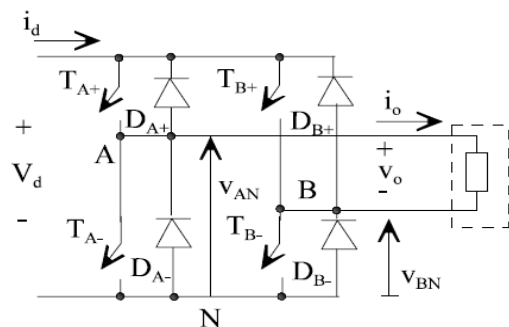 i_d
T_A+
T_B+
D_A+
D_B+
i_o
+
V_d
-
A
+
v_o
-
v_AN
B
T_A-
T_B-
D_A-
D_B-
v_BN
N